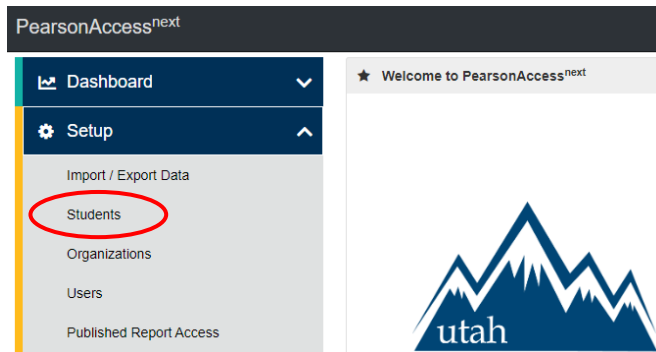 PearsonAccessnext
Dashboard
Setup
Import / Export Data
Students
Organizations
Users
Published Report Access
Welcome to PearsonAccessnext
utah